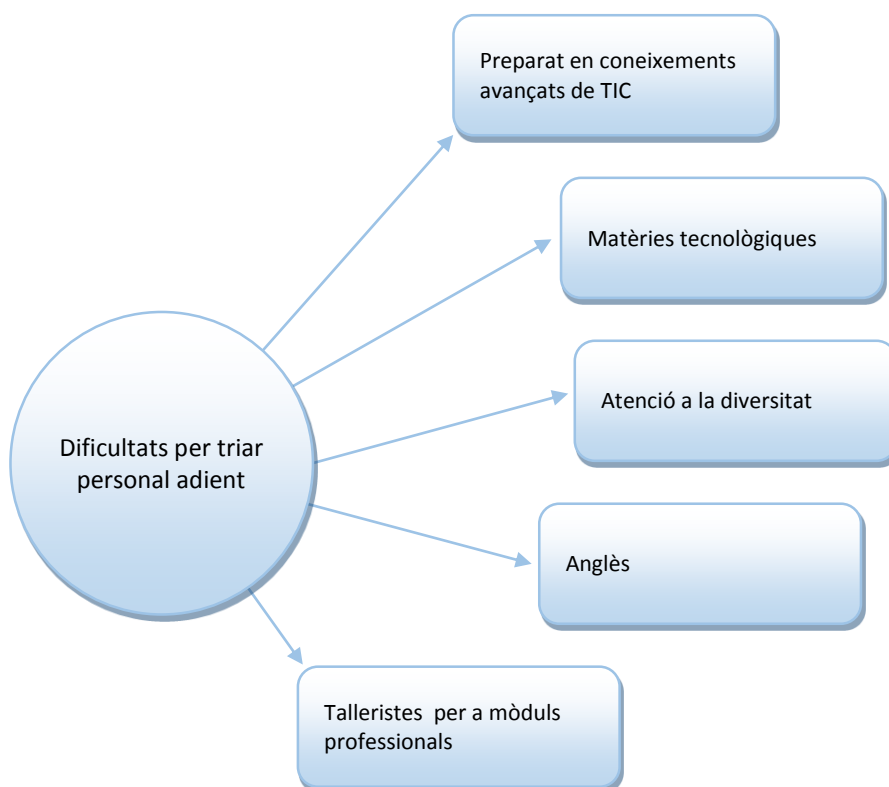 Preparat en coneixements
avançats de TIC
Matèries tecnològiques
Atenció a la diversitat
Dificultats per triar
personal adient
Anglès
Talleristes  per a mòduls
professionals